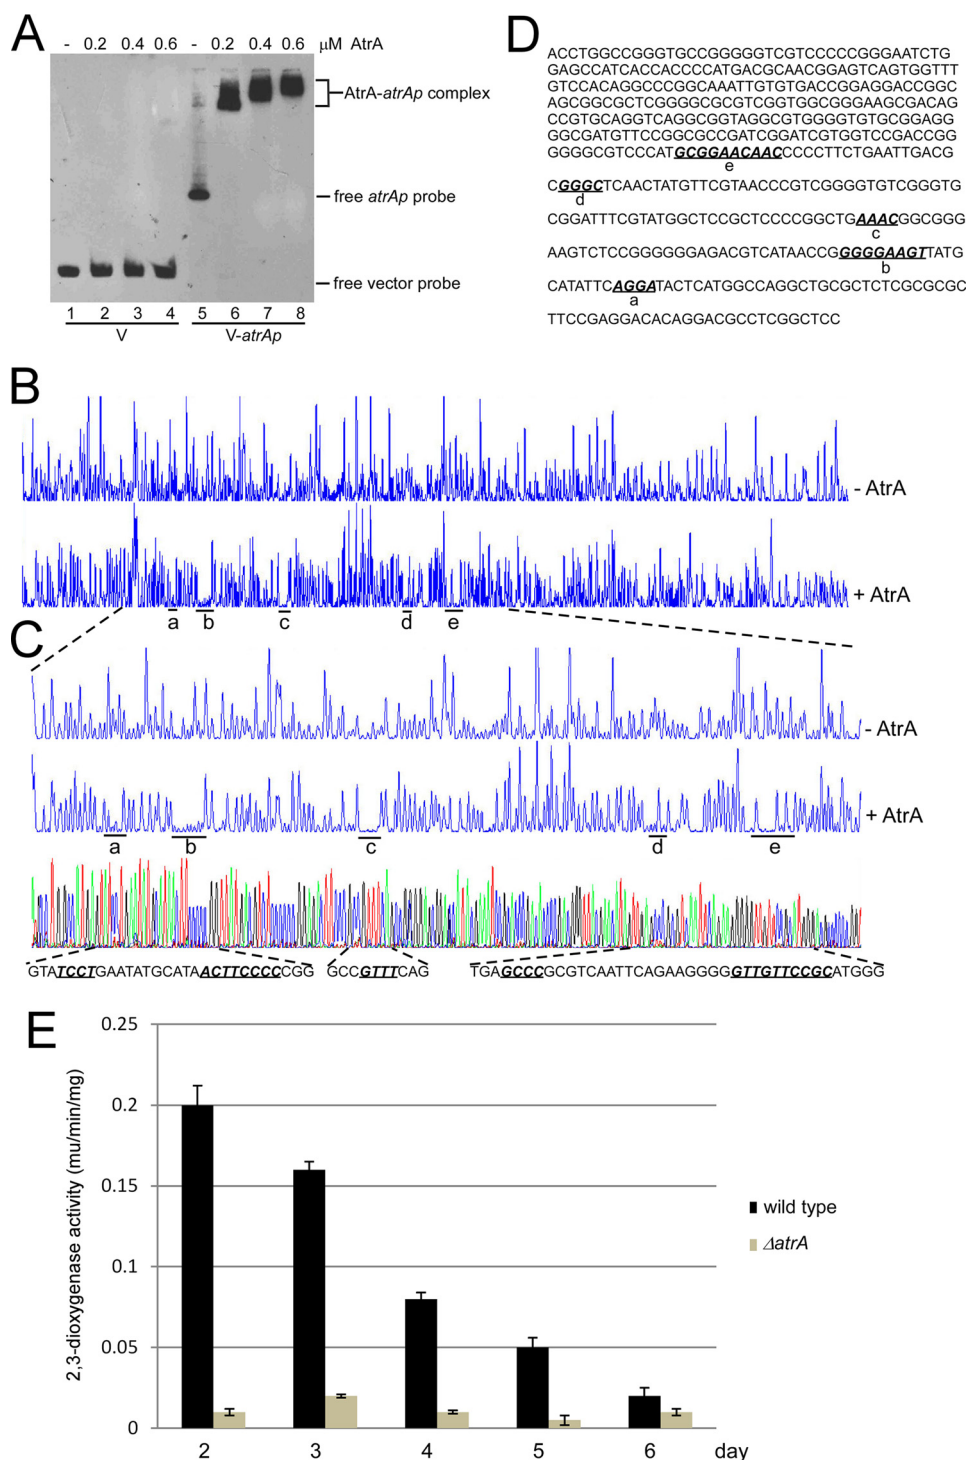 A
- 0.2 0.4 0.6 - 0.2 0.4 0.6 µM AtrA
AtrA-atrAp complex
free atrAp probe
free vector probe
1 2 3 4 5 6 7 8
V V-atrAp
D
ACCTGGCCGGGTGCCGGGGGTCGTCCCCCGGGAATCTG
GAGCCATCACCACCCCATGACGCAACGGAGTCAGTGGTTT
GTCCACAGGCCCGGCAAATTGTGTGACCGGAGGACCGGC
AGCGGCGCTCGGGGCGCGTCGGTGGCGGGAAGCGACAG
CCGTGCAGGTCAGGCGGTAGGCGTGGGGTGTGCGGAGG
GGCGATGTTCCGGCGCCGATCGGATCGTGGTCCGACCGG
GGGGCGTCCCATGCGGAACAACCCCCTTCTGAATTGACG
e
CGGGCTCAACTATGTTCGTAACCCGTCGGGGTGTCGGGTG
d
CGGATTTCGTATGGCTCCGCTCCCCGGCTGAAACGGCGGG
c
AAGTCTCCGGGGGGAGACGTCATAACCGGGGGAAGTTATG
b
CATATTCAGGATACTCATGGCCAGGCTGCGCTCTCGCGCGC
a
TTCCGAGGACACAGGACGCCTCGGCTCC
B
- AtrA
+ AtrA
a b c d e
C
- AtrA
+ AtrA
a b c d e
GTATCCTGAATATGCATAACTTCCCCCGG GCCGTTTCAG TGAGCCCGCGTCAATTCAGAAGGGGGTTGTTCCGCATGGG
E
2,3-dioxygenase activity (mu/min/mg)
0.25
0.2
0.15
0.1
0.05
0
wild type
ΔatrA
2 3 4 5 6 day